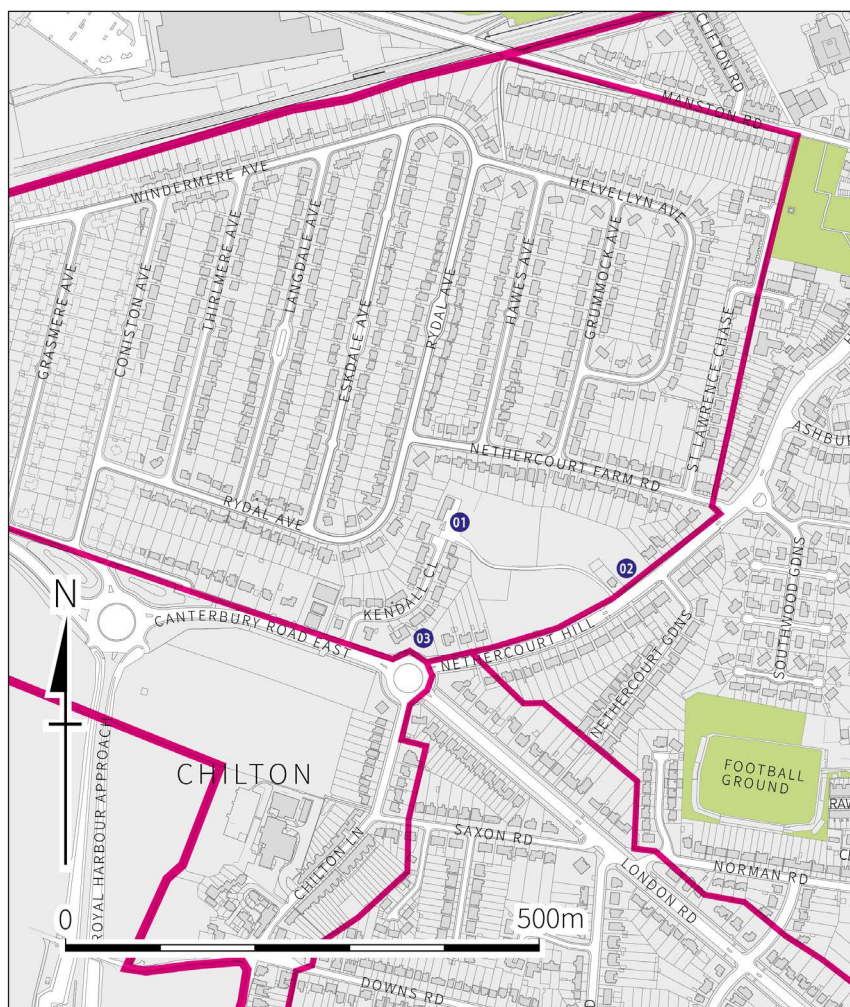 CLIFTON RD
MANSTON RD
WINDERMERE AVE
HELVELLYN AVE
GRASMERE AVE
CONISTON AVE
THIRLMERE AVE
LANGDALE AVE
ESKDALE AVE
RYDAL AVE
HAWES AVE
GRUMMOCK AVE
ST LAWRENCE CHASE
ASHBUR
NETHERCOURT FARM RD
RYDAL AVE
01
02
KENDALL CL
SOUTHWOOD GDNS
N
CANTERBURY ROAD EAST
03
NETHERCOURT HILL
NETHERCOURT GDNS
CHILTON
FOOTBALL
GROUND
ROYAL HARBOUR APPROACH
RAW
CHILTON LN
SAXON RD
NORMAN RD
LONDON RD
0
500m
DOWNS RD